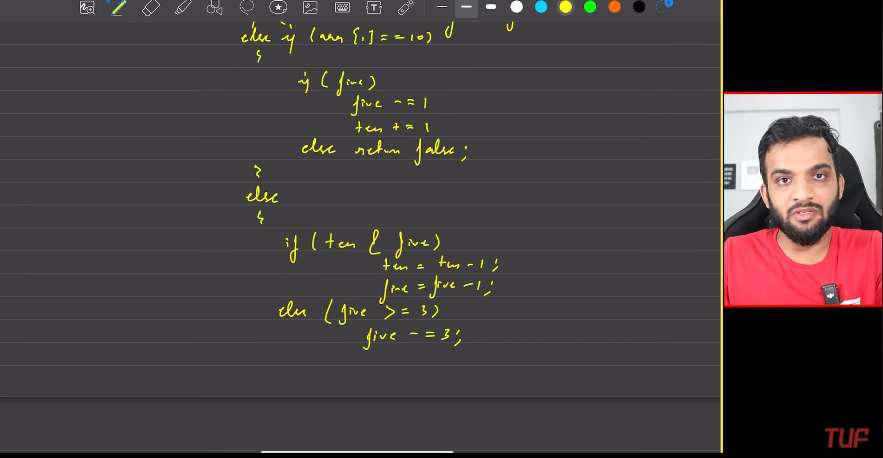 else if (arr[i] == 10)
{
if (five)
five -= 1
ten += 1
else return false;
}
else
{
if (ten & five)
ten = ten - 1;
five = five - 1;
else (five >= 3)
five -= 3;
TUF